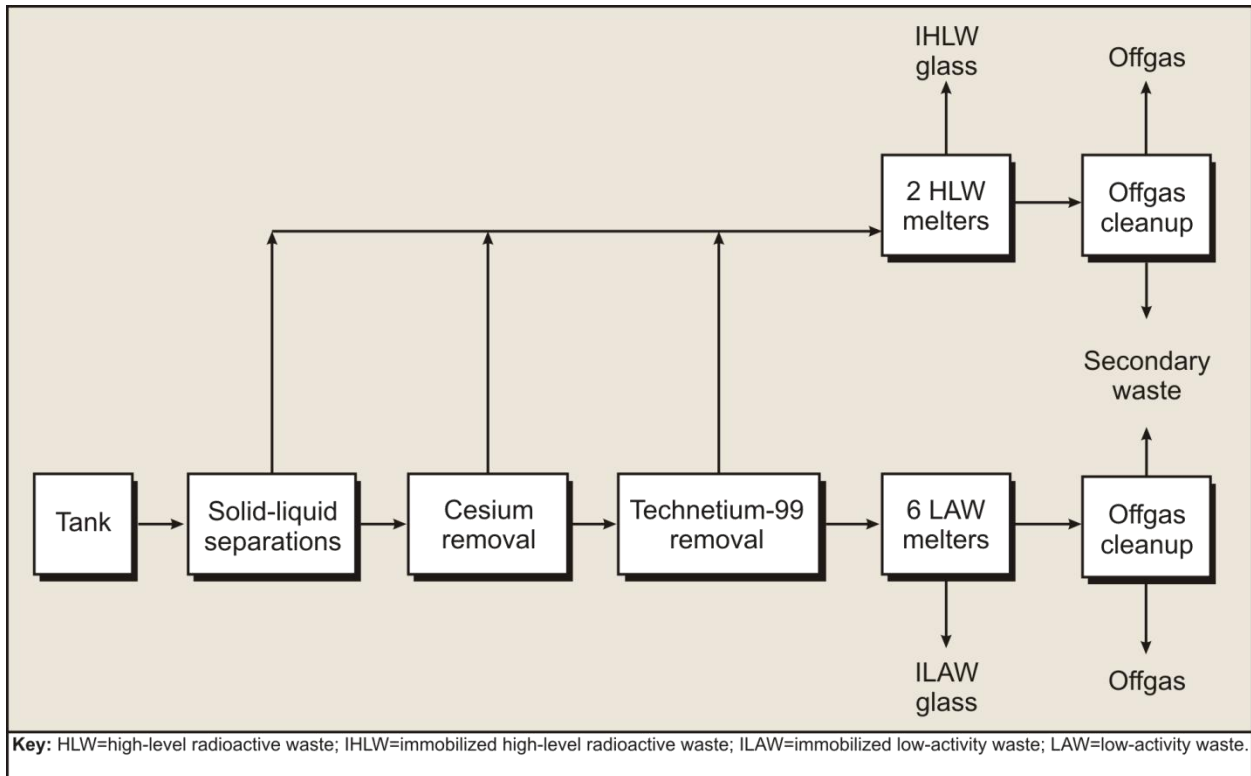 IHLW
glass
Offgas
2 HLW
melters
Offgas
cleanup
Secondary
waste
Tank
Solid-liquid
separations
Cesium
removal
Technetium-99
removal
6 LAW
melters
Offgas
cleanup
ILAW
glass
Offgas
Key: HLW=high-level radioactive waste; IHLW=immobilized high-level radioactive waste; ILAW=immobilized low-activity waste; LAW=low-activity waste.